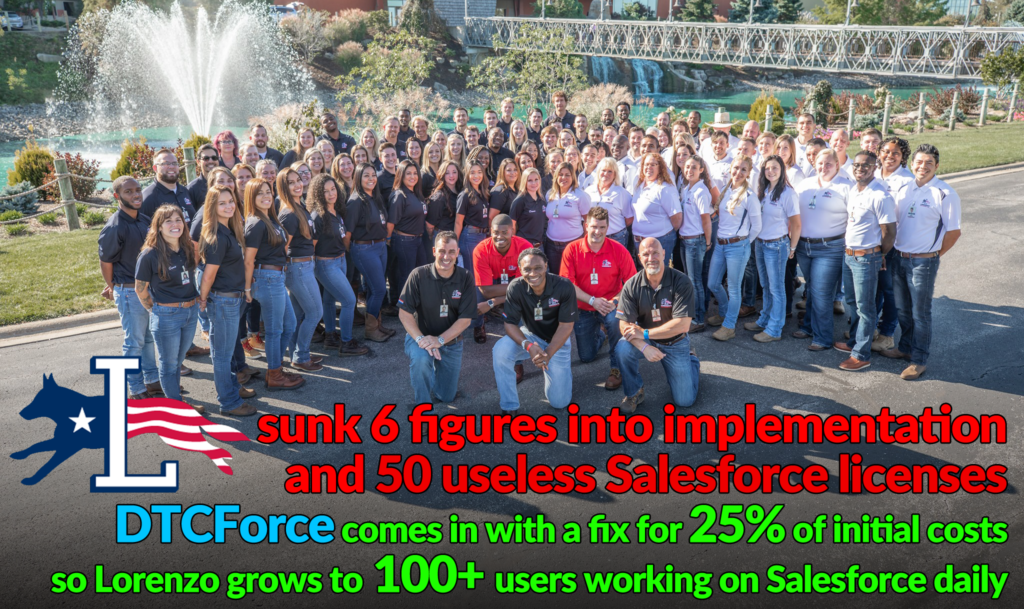 L sunk 6 figures into implementation
and 50 useless Salesforce licenses
DTCForce comes in with a fix for 25% of initial costs
so Lorenzo grows to 100+ users working on Salesforce daily